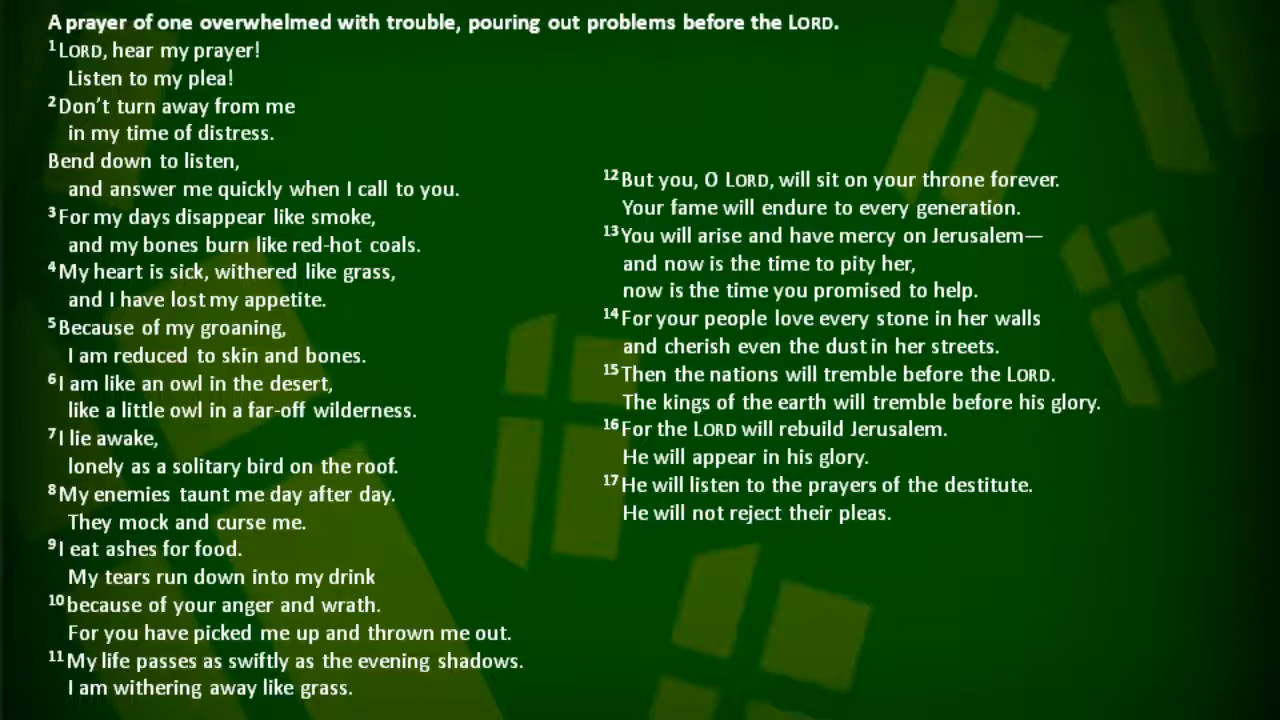 A prayer of one overwhelmed with trouble, pouring out problems before the LORD.
1 LORD, hear my prayer!
Listen to my plea!
2 Don’t turn away from me
in my time of distress.
Bend down to listen,
and answer me quickly when I call to you.
3 For my days disappear like smoke,
and my bones burn like red-hot coals.
4 My heart is sick, withered like grass,
and I have lost my appetite.
5 Because of my groaning,
I am reduced to skin and bones.
6 I am like an owl in the desert,
like a little owl in a far-off wilderness.
7 I lie awake,
lonely as a solitary bird on the roof.
8 My enemies taunt me day after day.
They mock and curse me.
9 I eat ashes for food.
My tears run down into my drink
10 because of your anger and wrath.
For you have picked me up and thrown me out.
11 My life passes as swiftly as the evening shadows.
I am withering away like grass.
12 But you, O LORD, will sit on your throne forever.
Your fame will endure to every generation.
13 You will arise and have mercy on Jerusalem—
and now is the time to pity her,
now is the time you promised to help.
14 For your people love every stone in her walls
and cherish even the dust in her streets.
15 Then the nations will tremble before the LORD.
The kings of the earth will tremble before his glory.
16 For the LORD will rebuild Jerusalem.
He will appear in his glory.
17 He will listen to the prayers of the destitute.
He will not reject their pleas.